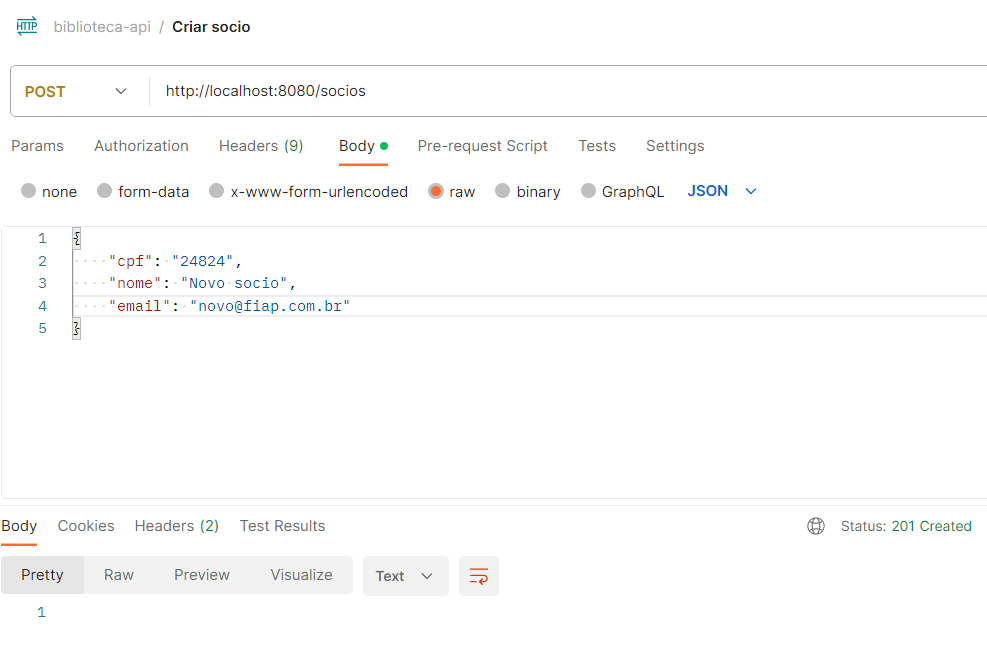 HTTP biblioteca-api / Criar socio
POST http://localhost:8080/socios
Params Authorization Headers (9) Body Pre-request Script Tests Settings
none form-data x-www-form-urlencoded raw binary GraphQL JSON
1 {
2 "cpf": "24824",
3 "nome": "Novo socio",
4 "email": "novo@fiap.com.br"
5 }
Body Cookies Headers (2) Test Results Status: 201 Created
Pretty Raw Preview Visualize Text
1